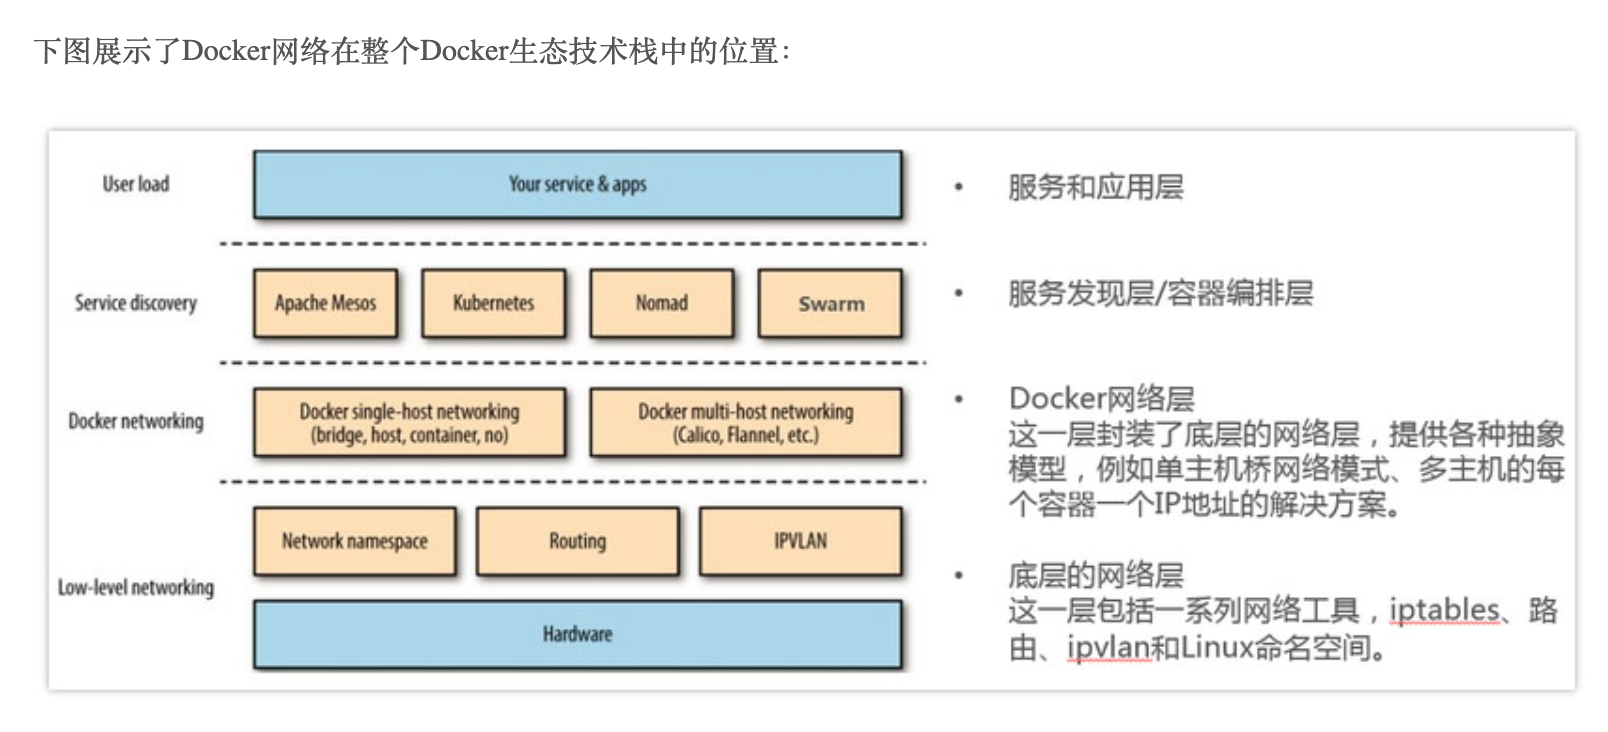 下图展示了Docker网络在整个Docker生态技术栈中的位置：
User load
Your service & apps
• 服务和应用层
Service discovery
Apache Mesos
Kubernetes
Nomad
Swarm
• 服务发现层/容器编排层
Docker networking
Docker single-host networking
(bridge, host, container, no)
Docker multi-host networking
(Calico, Flannel, etc.)
• Docker网络层
这一层封装了底层的网络层，提供各种抽象
模型，例如单主机桥网络模式、多主机的每
个容器一个IP地址的解决方案。
Low-level networking
Network namespace
Routing
IPVLAN
Hardware
• 底层的网络层
这一层包括一系列网络工具，iptables、路
由、ipvlan和Linux命名空间。